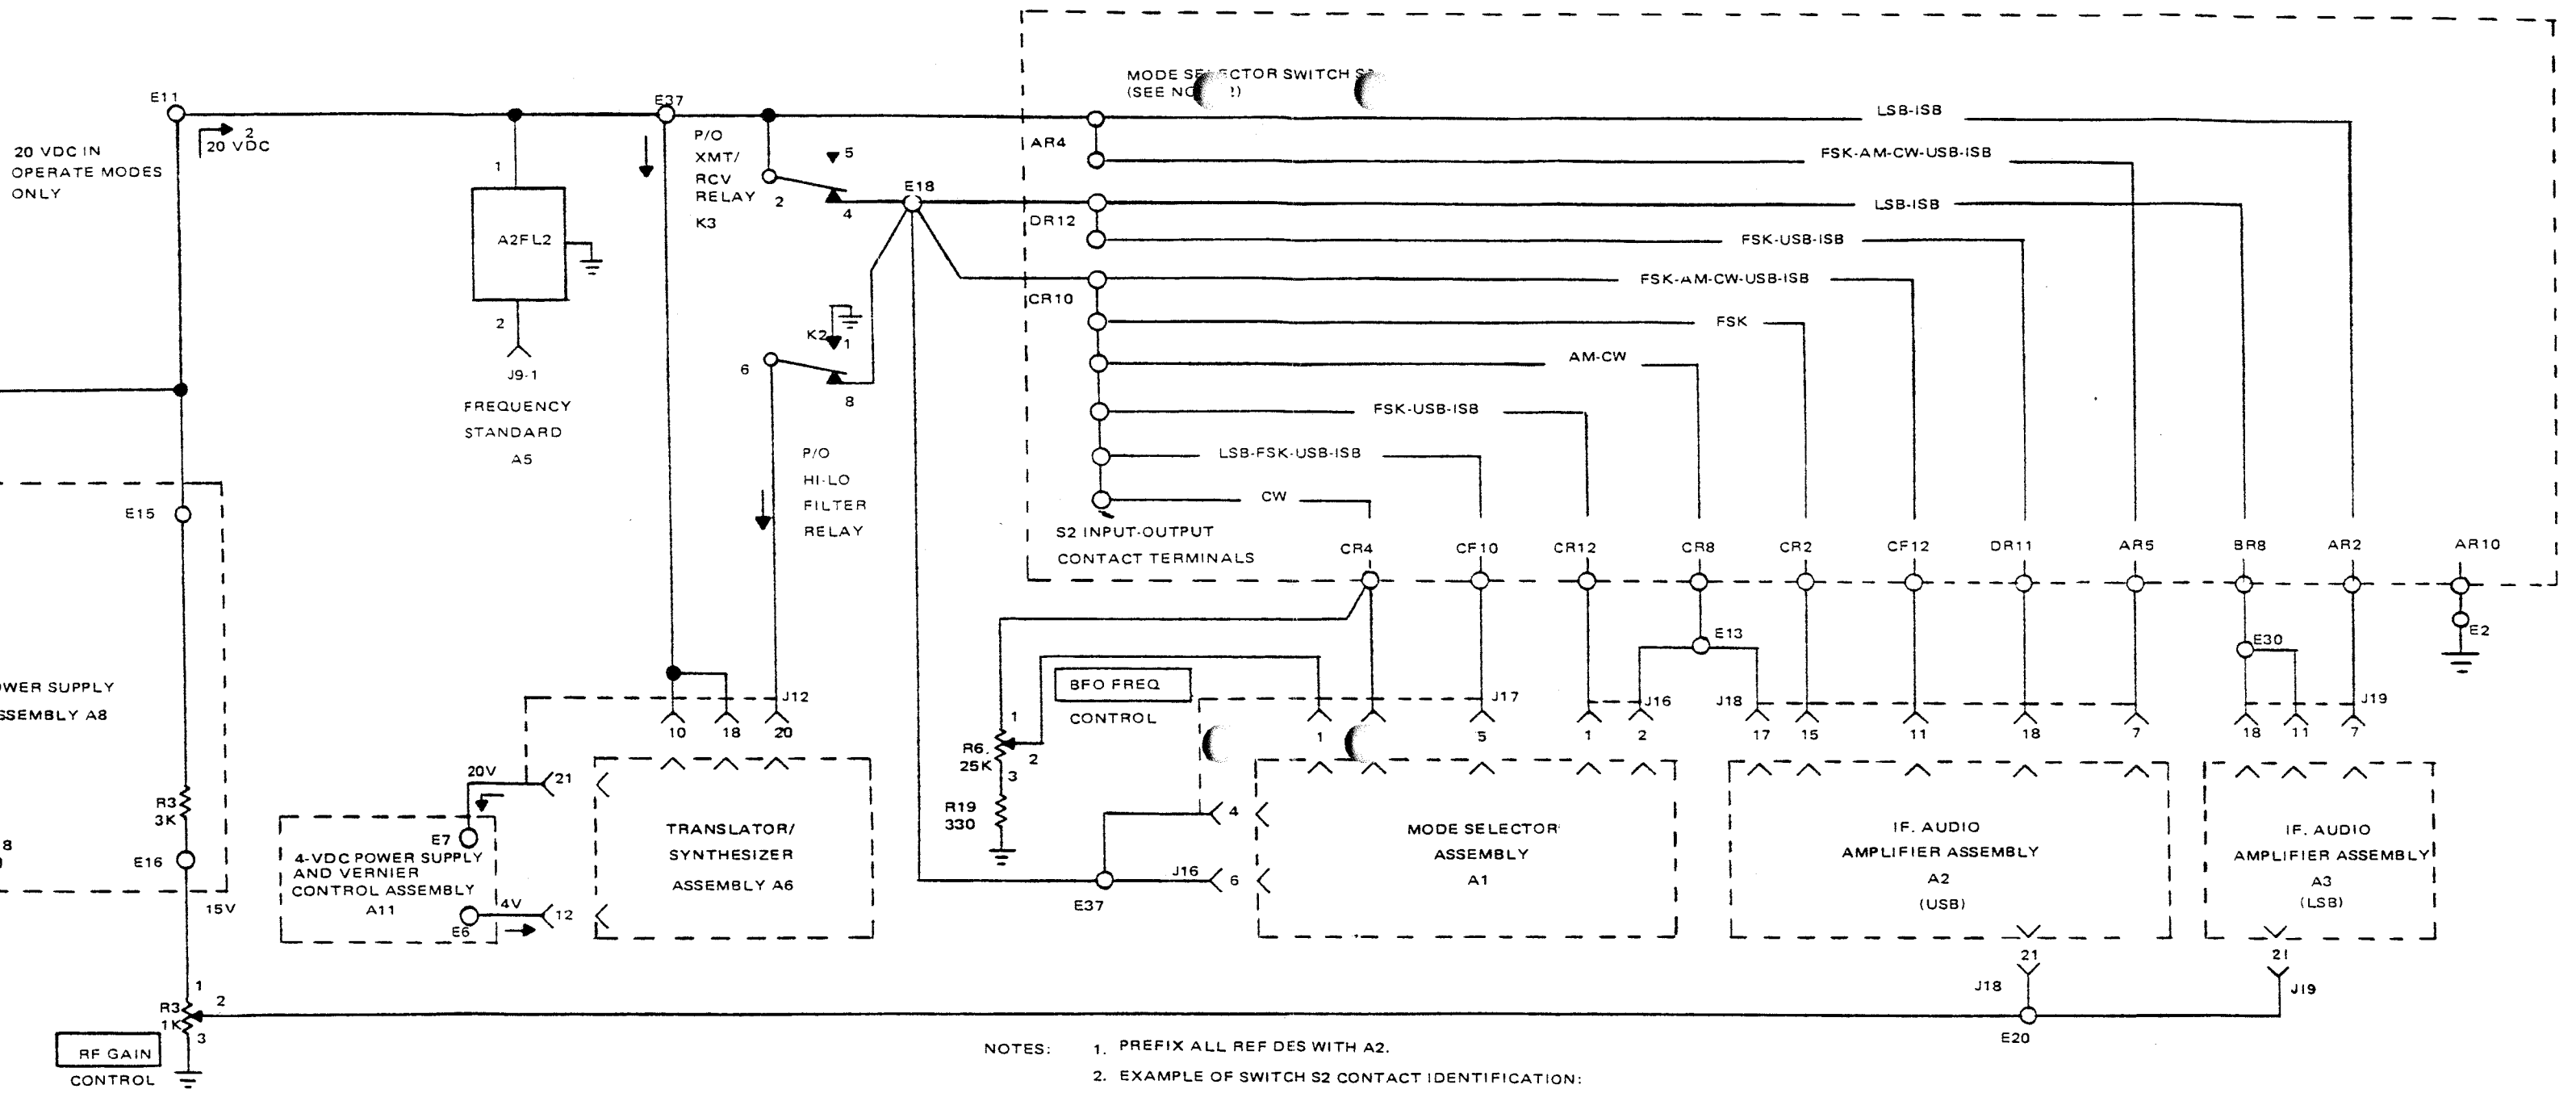 MODE SELECTOR SWITCH S2
(SEE NO
E11
2
20 VDC
20 VDC IN
OPERATE MODES
ONLY
1
A2FL2
2
J9-1
FREQUENCY
STANDARD
A5
E37
P/O
XMT/
RCV
RELAY
K3
5
2
4
E18
K2
1
6
8
P/O
HI-LO
FILTER
RELAY
AR4
DR12
CR10
LSB-ISB
FSK-AM-CW-USB-ISB
LSB-ISB
FSK-USB-ISB
FSK-AM-CW-USB-ISB
FSK
AM-CW
FSK-USB-ISB
LSB-FSK-USB-ISB
CW
S2 INPUT-OUTPUT
CONTACT TERMINALS
CR4
CF10
CR12
CR8
CR2
CF12
DR11
AR5
BR8
AR2
AR10
E13
E30
E2
E15
WER SUPPLY
SSEMBLY A8
R3
3K
E16
8
15V
BFO FREQ
CONTROL
J12
10
18
20
J17
1
5
J16
1
2
J18
17
15
11
18
7
J19
18
11
7
1
R6.
25K
2
3
R19
330
20V
21
E7
4-VDC POWER SUPPLY
AND VERNIER
CONTROL ASSEMBLY
A11
E6
4V
12
TRANSLATOR/
SYNTHESIZER
ASSEMBLY A6
4
J16
6
E37
MODE SELECTOR
ASSEMBLY
A1
IF. AUDIO
AMPLIFIER ASSEMBLY
A2
(USB)
21
J18
IF. AUDIO
AMPLIFIER ASSEMBLY
A3
(LSB)
21
J19
E20
1
R3
1K
2
3
RF GAIN
CONTROL
NOTES:
1. PREFIX ALL REF DES WITH A2.
2. EXAMPLE OF SWITCH S2 CONTACT IDENTIFICATION: